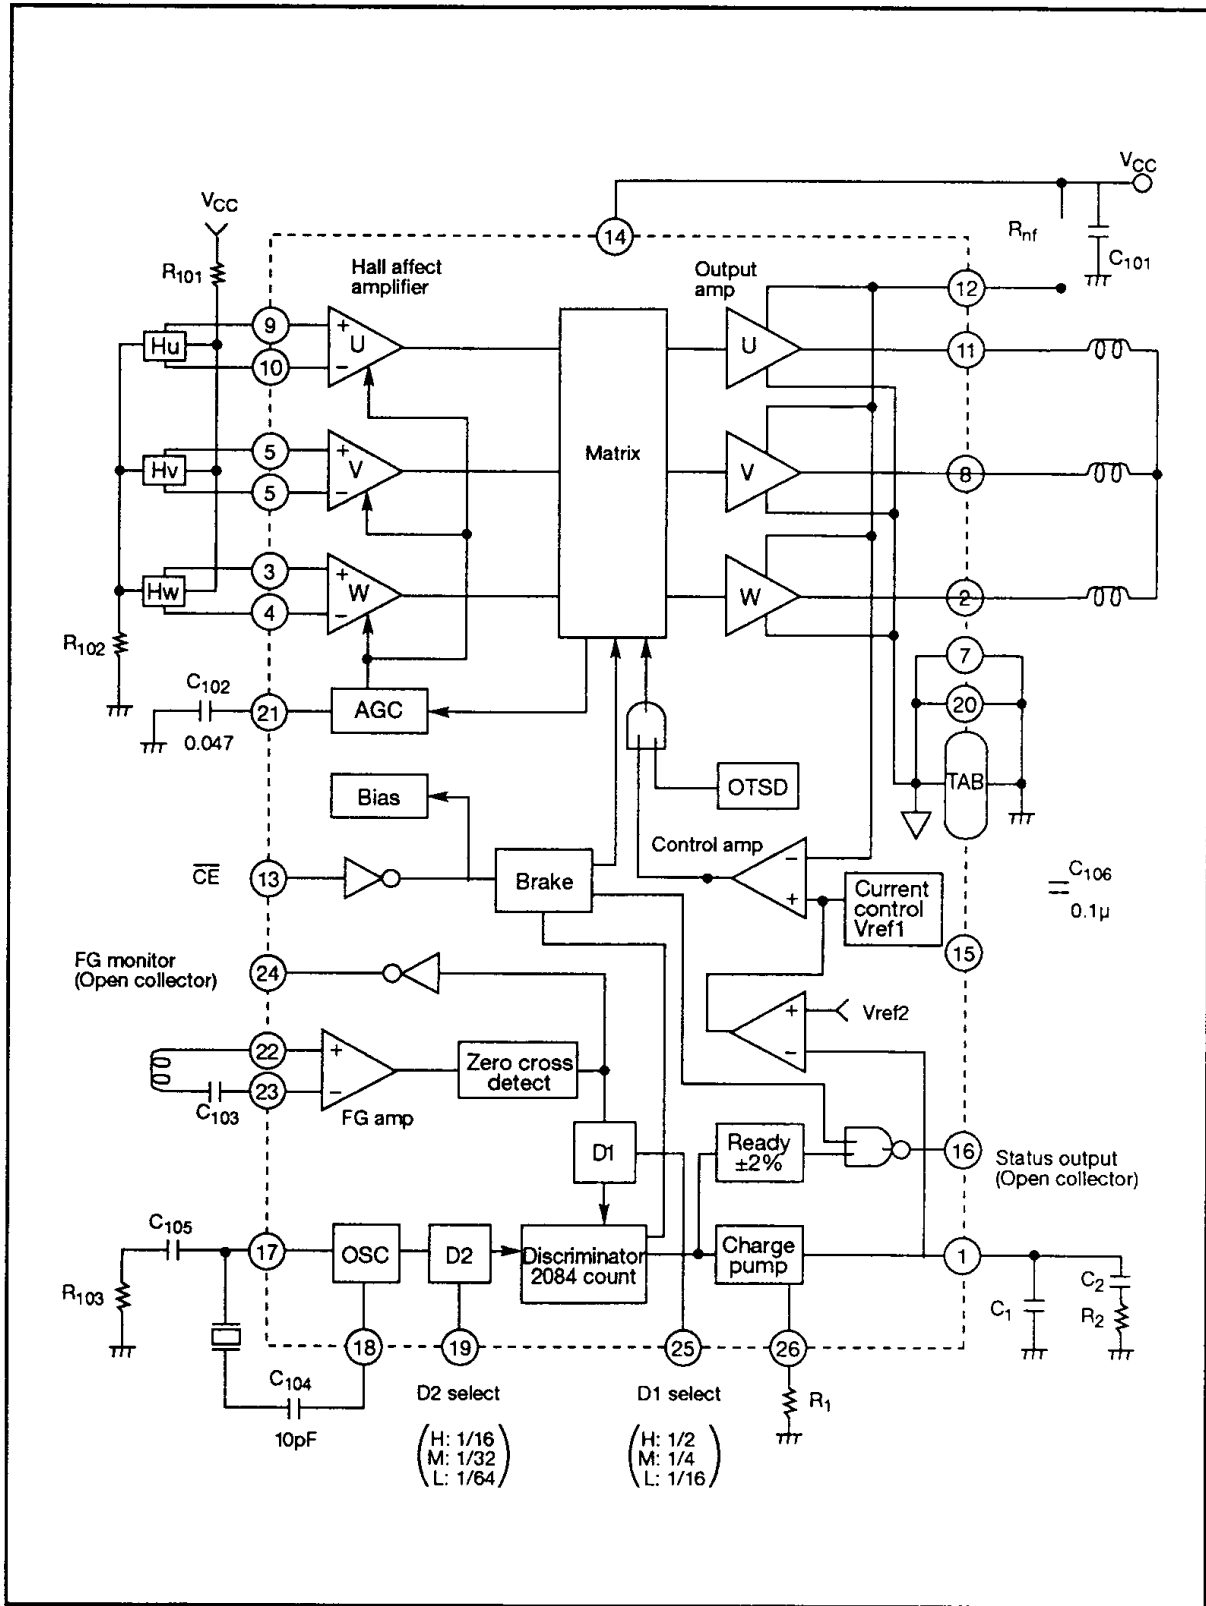 VCC
VCC
14
Rnf
C101
R101
Hall affect
amplifier
Output
amp
12
9
+
U
Hu
10
−
U
11
Matrix
5
+
V
Hv
5
−
V
8
3
+
W
Hw
4
−
W
2
R102
7
C102
21
AGC
20
0.047
TAB
OTSD
Bias
Control amp
−
+
CE
13
Brake
Current
control
Vref1
C106
0.1µ
15
FG monitor
(Open collector)
24
+
Vref2
−
22
+
Zero cross
detect
23
−
C103
FG amp
D1
Ready
±2%
16
Status output
(Open collector)
C105
17
OSC
D2
Discriminator
2084 count
Charge
pump
1
R103
C1
C2
R2
18
19
25
26
C104
10pF
D2 select
D1 select
R1
H: 1/16
M: 1/32
L: 1/64
H: 1/2
M: 1/4
L: 1/16